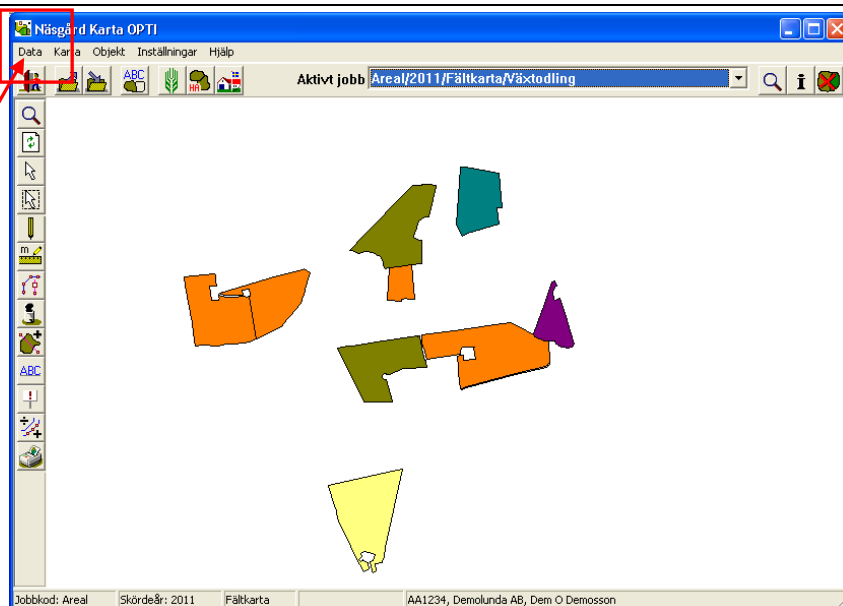 Näsgård Karta OPTI
Data Karta Objekt Inställningar Hjälp
ABC HA Aktivt jobb Areal/2011/Fältkarta/Växtodling i
m
ABC
Jobbkod: Areal Skördeår: 2011 Fältkarta AA1234, Demolunda AB, Dem O Demosson